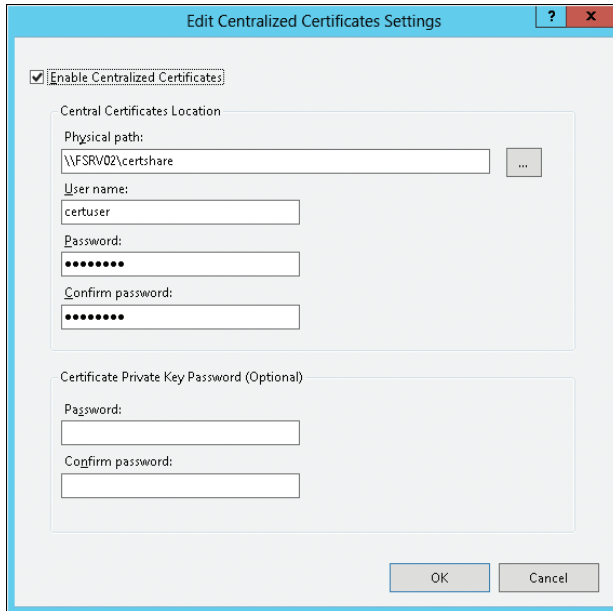 Edit Centralized Certificates Settings
? x
Enable Centralized Certificates
Central Certificates Location
Physical path:
\\FSRV02\certshare
...
User name:
certuser
Password:
●●●●●●●●
Confirm password:
●●●●●●●●
Certificate Private Key Password (Optional)
Password:
Confirm password:
OK
Cancel